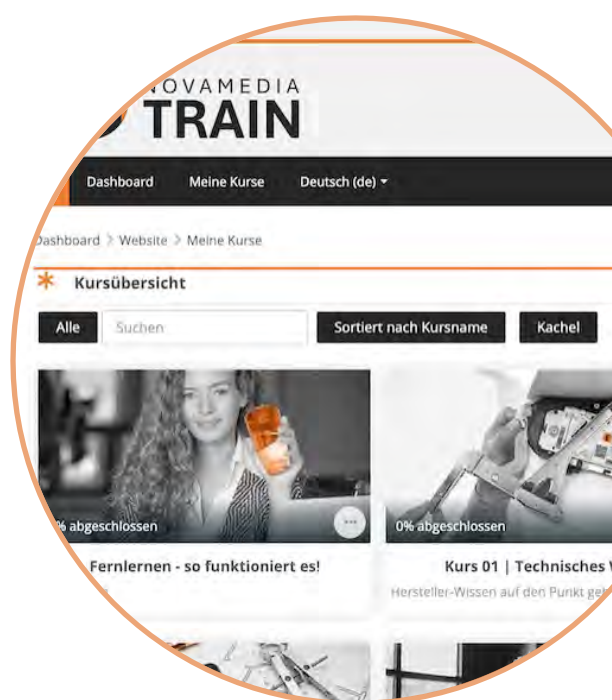 NOVAMEDIA
TRAIN
Dashboard Meine Kurse Deutsch (de)
Dashboard > Website > Meine Kurse
Kursübersicht
Alle Suchen Sortiert nach Kursname Kachel
% abgeschlossen 0% abgeschlossen
Fernlernen - so funktioniert es! Kurs 01 | Technisches
Hersteller-Wissen auf den Punkt